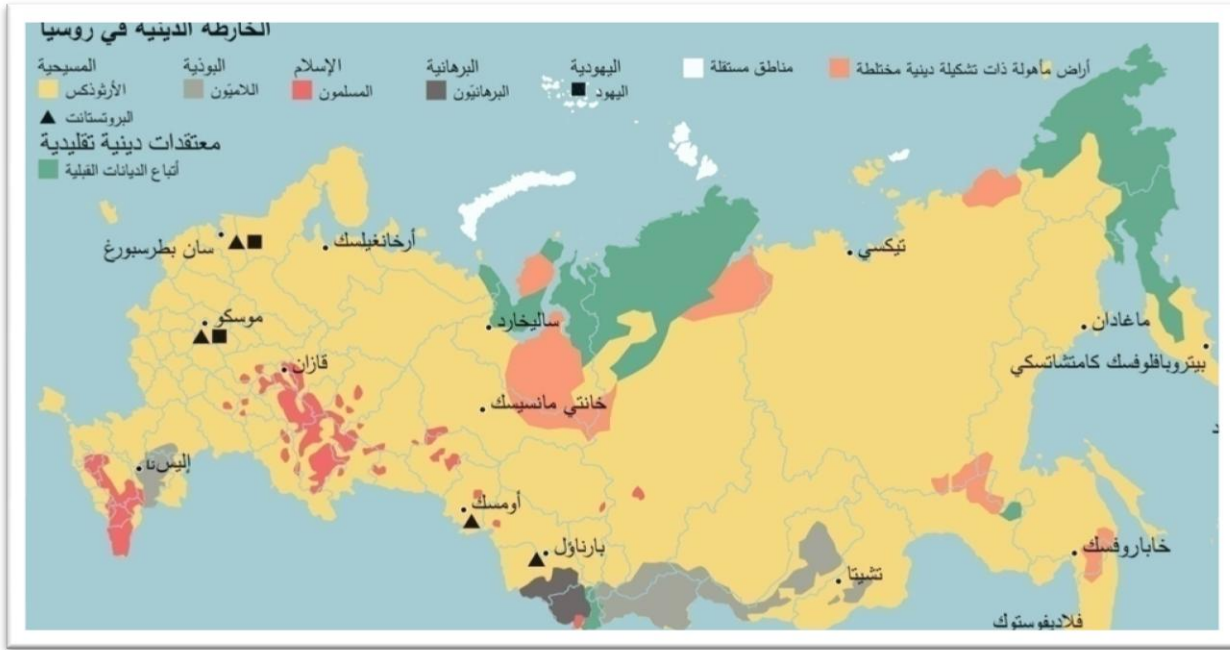 الخارطة الدينية في روسيا
المسيحية
الأرثوذكس
البروتستانت
البوذية
اللاميّون
الإسلام
المسلمون
البرهانية
البرهانيّون
اليهودية
اليهود
مناطق مستقلة
أراض مأهولة ذات تشكيلة دينية مختلطة
معتقدات دينية تقليدية
أتباع الديانات القبلية
سان بطرسبورغ
أرخانغيلسك
تيكسي
موسكو
ساليخارد
ماغادان
بيتروبافلوفسك كامتشاتسكي
قازان
خانتي مانسيسك
إليستا
أومسك
بارناؤل
تشيتا
خاباروفسك
فلاديفوستوك